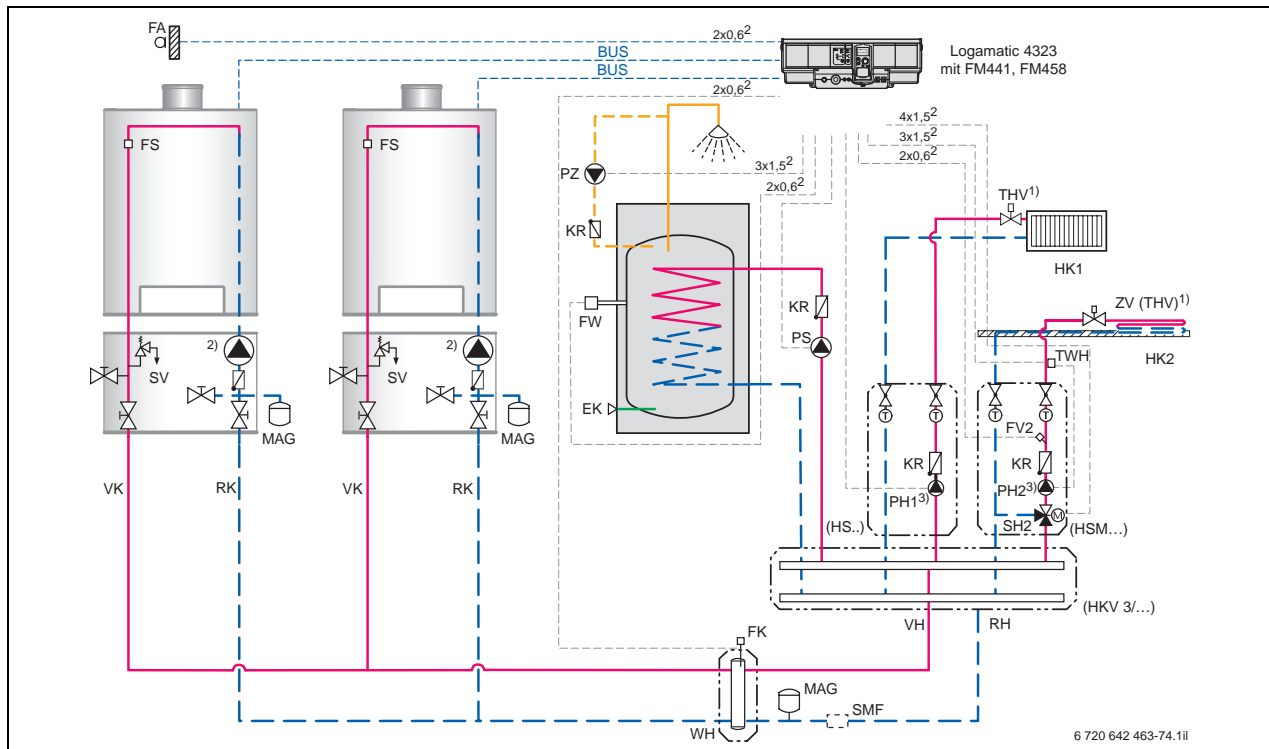 FA
2x0,6²
BUS
BUS
Logamatic 4323
mit FM441, FM458
2x0,6²
4x1,5²
3x1,5²
2x0,6²
FS
FS
PZ
3x1,5²
2x0,6²
THV¹⁾
KR
HK1
FW
KR
ZV (THV)¹⁾
PS
2)
2)
HK2
TWH
SV
SV
EK
T
T
T
T
MAG
MAG
FV2
KR
KR
VK
RK
VK
RK
PH1³⁾
PH2³⁾
M
(HS..)
SH2
(HSM...)
(HKV 3/...)
VH
RH
FK
MAG
SMF
WH
6 720 642 463-74.1il